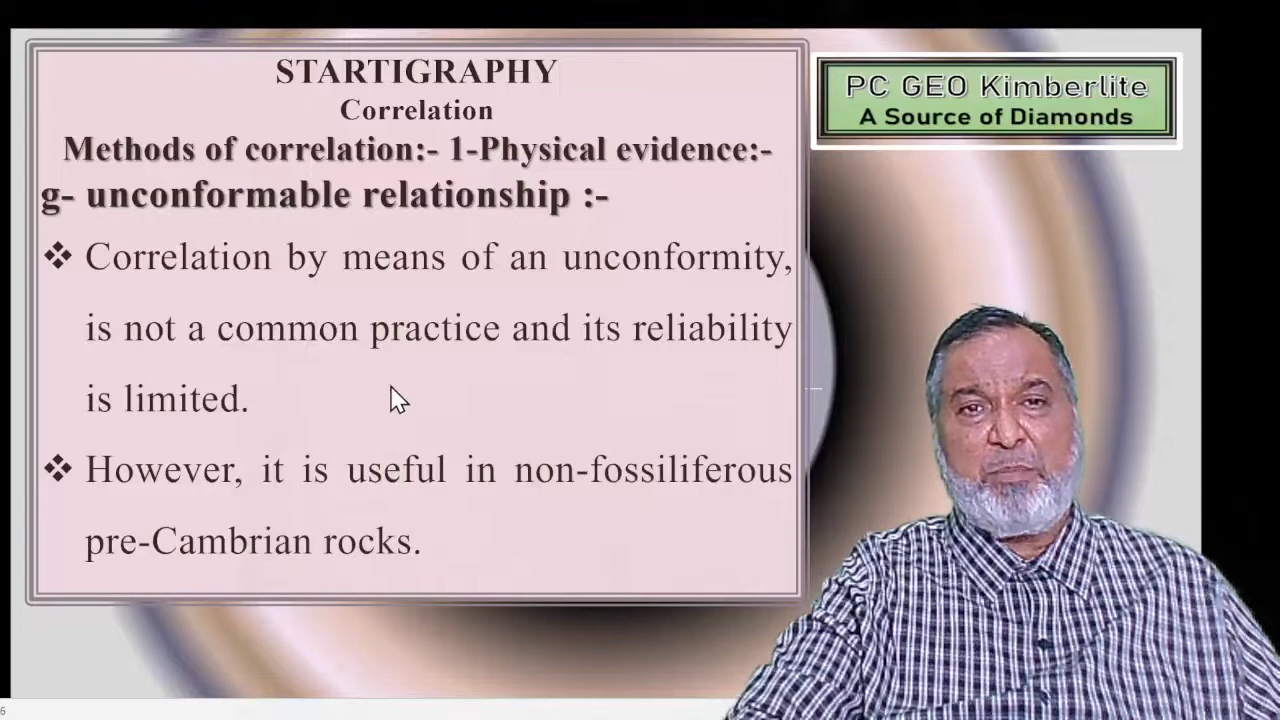 STARTIGRAPHY
Correlation
Methods of correlation:- 1-Physical evidence:-
g- unconformable relationship :-
❖ Correlation by means of an unconformity,
is not a common practice and its reliability
is limited.
❖ However, it is useful in non-fossiliferous
pre-Cambrian rocks.
PC GEO Kimberlite
A Source of Diamonds
6